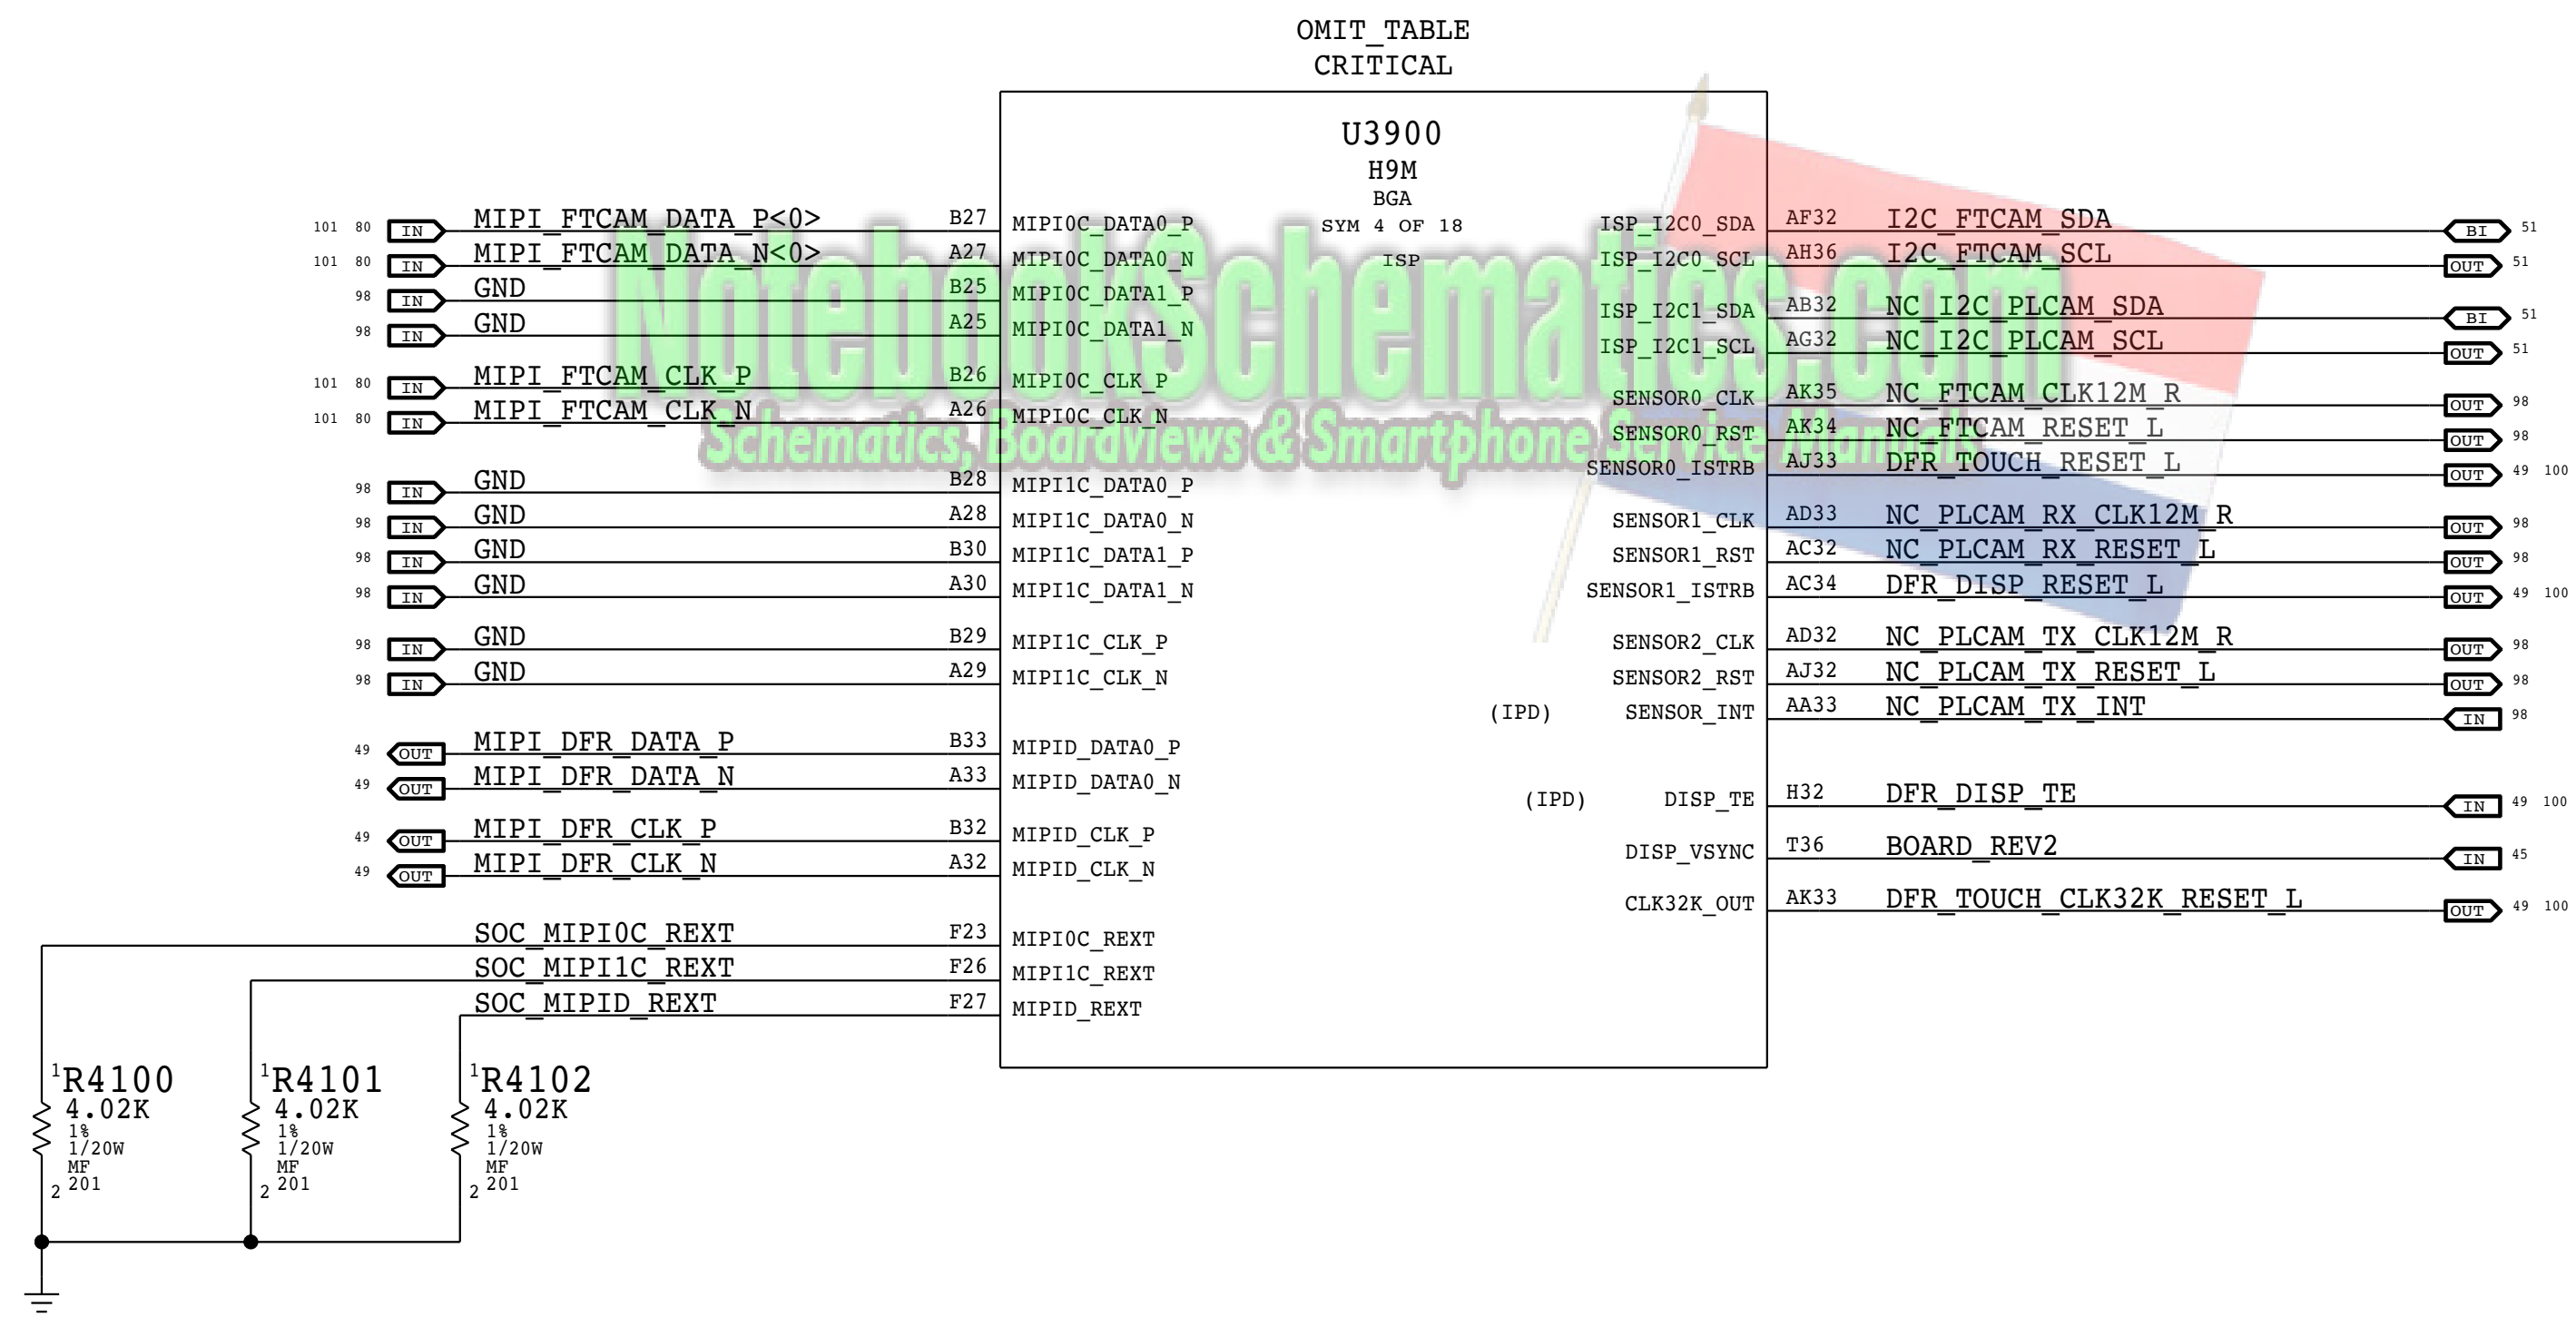 OMIT_TABLE
CRITICAL
U3900
H9M
BGA
SYM 4 OF 18
ISP
101 80 IN MIPI_FTCAM_DATA_P<0> B27 MIPI0C_DATA0_P
101 80 IN MIPI_FTCAM_DATA_N<0> A27 MIPI0C_DATA0_N
98 IN GND B25 MIPI0C_DATA1_P
98 IN GND A25 MIPI0C_DATA1_N
101 80 IN MIPI_FTCAM_CLK_P B26 MIPI0C_CLK_P
101 80 IN MIPI_FTCAM_CLK_N A26 MIPI0C_CLK_N
98 IN GND B28 MIPI1C_DATA0_P
98 IN GND A28 MIPI1C_DATA0_N
98 IN GND B30 MIPI1C_DATA1_P
98 IN GND A30 MIPI1C_DATA1_N
98 IN GND B29 MIPI1C_CLK_P
98 IN GND A29 MIPI1C_CLK_N
49 OUT MIPI_DFR_DATA_P B33 MIPID_DATA0_P
49 OUT MIPI_DFR_DATA_N A33 MIPID_DATA0_N
49 OUT MIPI_DFR_CLK_P B32 MIPID_CLK_P
49 OUT MIPI_DFR_CLK_N A32 MIPID_CLK_N
SOC_MIPI0C_REXT F23 MIPI0C_REXT
SOC_MIPI1C_REXT F26 MIPI1C_REXT
SOC_MIPID_REXT F27 MIPID_REXT
ISP_I2C0_SDA AF32 I2C_FTCAM_SDA BI 51
ISP_I2C0_SCL AH36 I2C_FTCAM_SCL OUT 51
ISP_I2C1_SDA AB32 NC_I2C_PLCAM_SDA BI 51
ISP_I2C1_SCL AG32 NC_I2C_PLCAM_SCL OUT 51
SENSOR0_CLK AK35 NC_FTCAM_CLK12M_R OUT 98
SENSOR0_RST AK34 NC_FTCAM_RESET_L OUT 98
SENSOR0_ISTRB AJ33 DFR_TOUCH_RESET_L OUT 49 100
SENSOR1_CLK AD33 NC_PLCAM_RX_CLK12M_R OUT 98
SENSOR1_RST AC32 NC_PLCAM_RX_RESET_L OUT 98
SENSOR1_ISTRB AC34 DFR_DISP_RESET_L OUT 49 100
SENSOR2_CLK AD32 NC_PLCAM_TX_CLK12M_R OUT 98
SENSOR2_RST AJ32 NC_PLCAM_TX_RESET_L OUT 98
(IPD) SENSOR_INT AA33 NC_PLCAM_TX_INT IN 98
(IPD) DISP_TE H32 DFR_DISP_TE IN 49 100
DISP_VSYNC T36 BOARD_REV2 IN 45
CLK32K_OUT AK33 DFR_TOUCH_CLK32K_RESET_L OUT 49 100
1 R4100
4.02K
1%
1/20W
MF
201
2
1 R4101
4.02K
1%
1/20W
MF
201
2
1 R4102
4.02K
1%
1/20W
MF
201
2
NotebookSchematics.com
Schematics, Boardviews & Smartphone Service Manuals